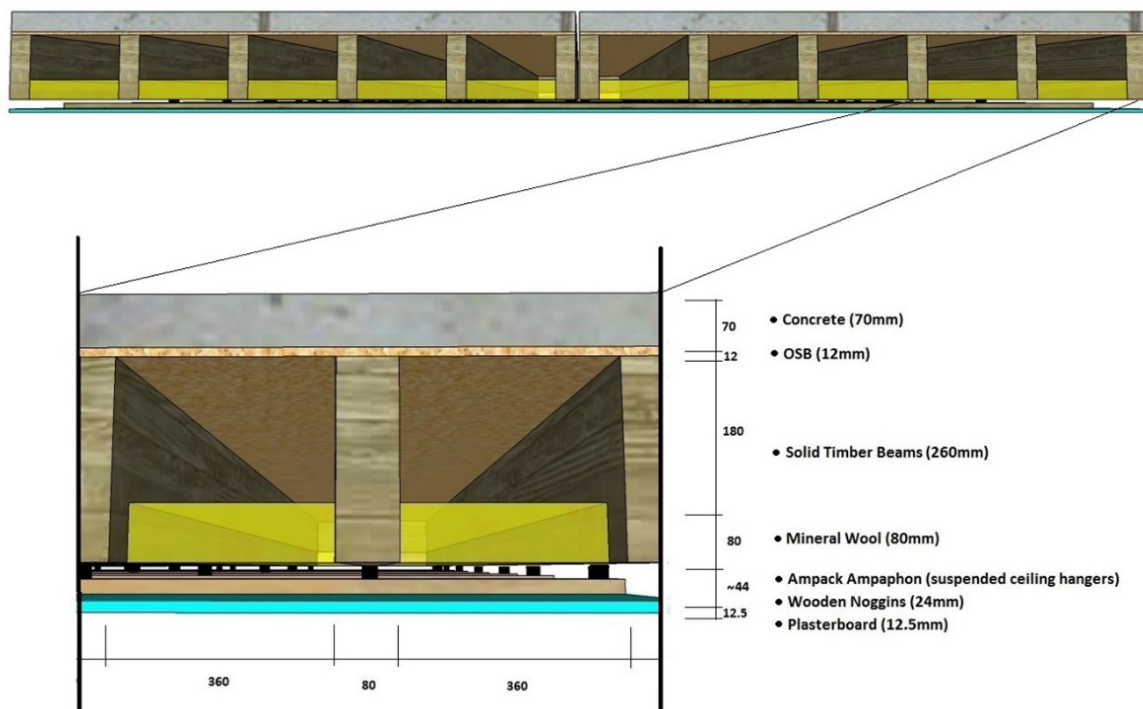 70 • Concrete (70mm)
12 • OSB (12mm)
180
• Solid Timber Beams (260mm)
80 • Mineral Wool (80mm)
~44 • Ampack Ampaphon (suspended ceiling hangers)
• Wooden Noggins (24mm)
12.5 • Plasterboard (12.5mm)
360 80 360